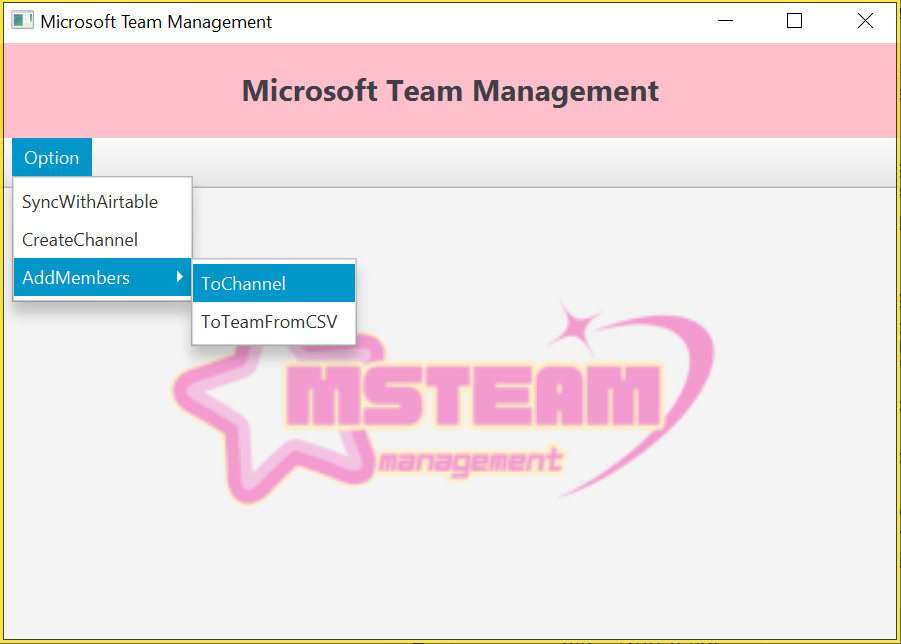 Microsoft Team Management
Microsoft Team Management
Option
SyncWithAirtable
CreateChannel
AddMembers
ToChannel
ToTeamFromCSV
MSTEAM
management